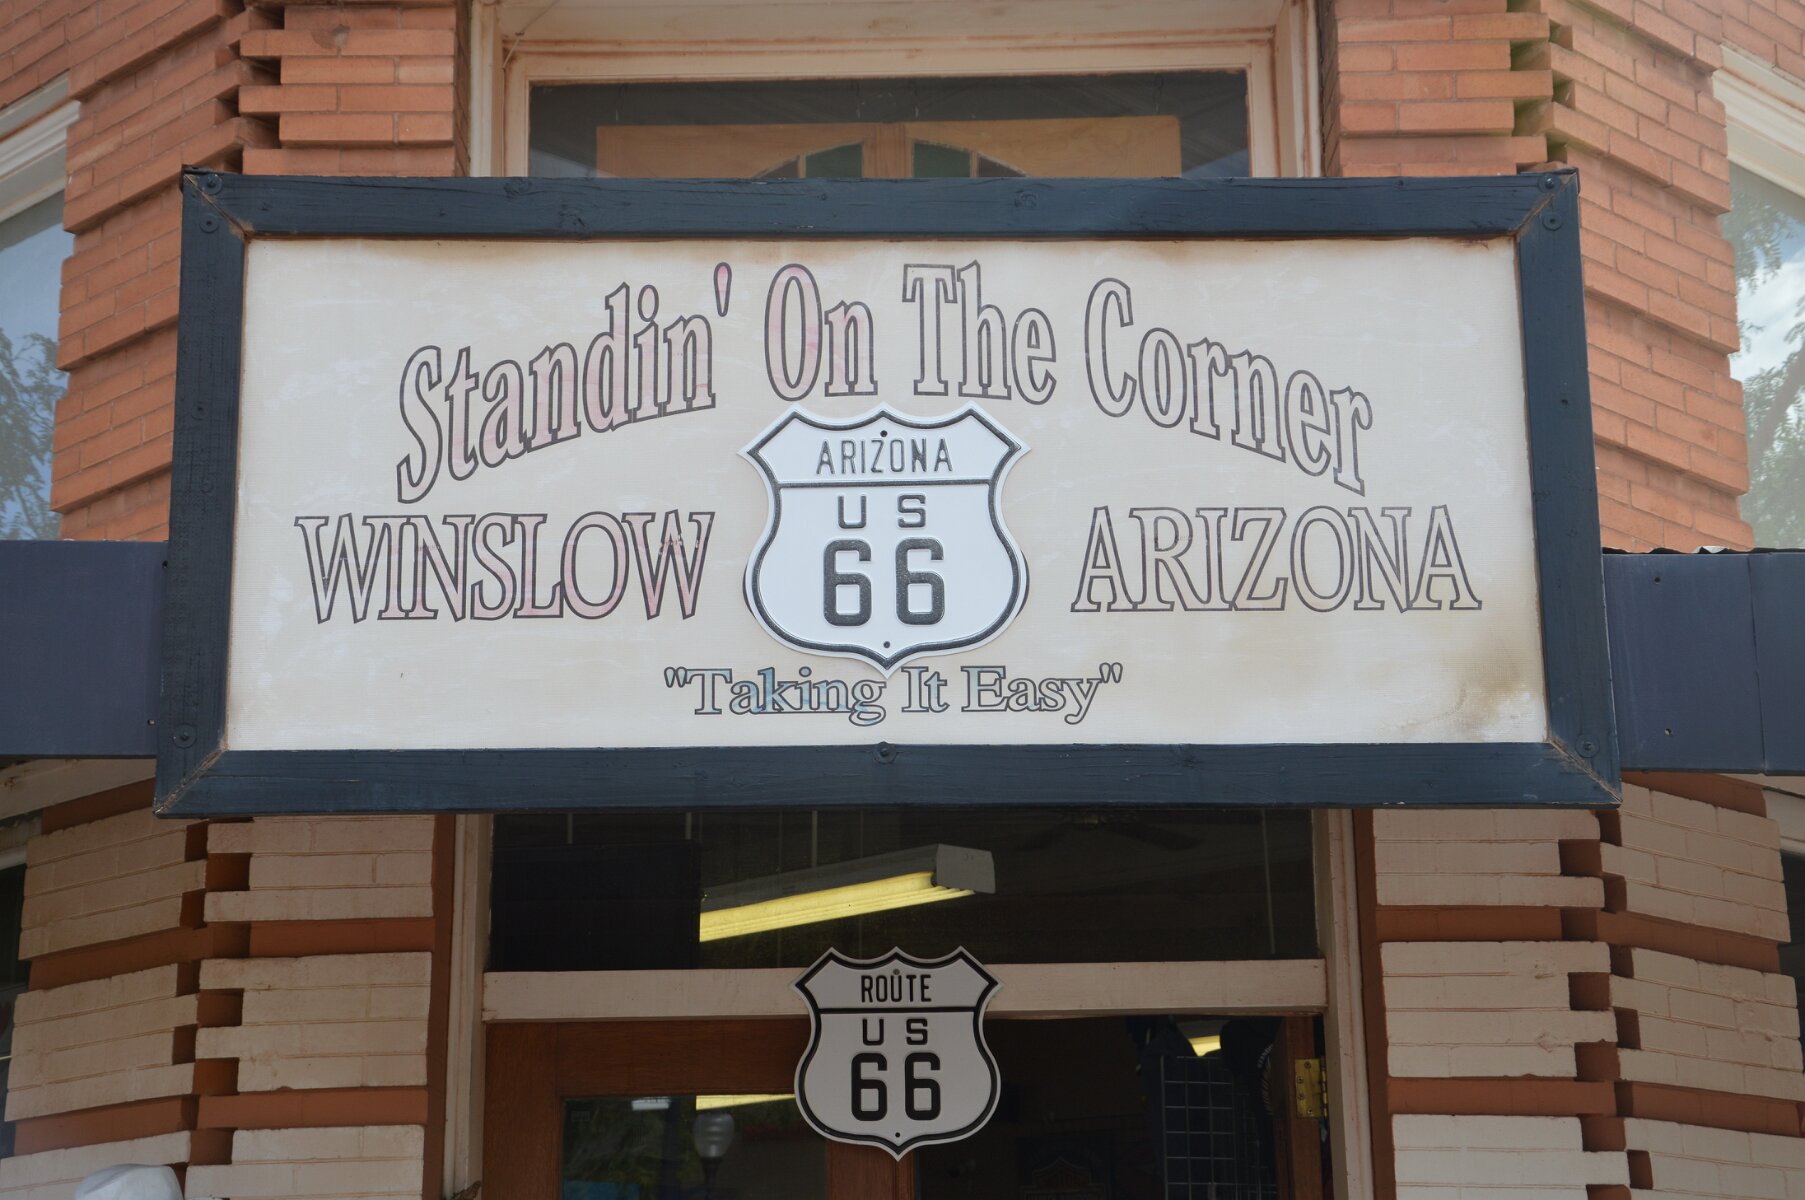 Standin' On The Corner
ARIZONA
US
66
WINSLOW
ARIZONA
"Taking It Easy"
ROUTE
US
66